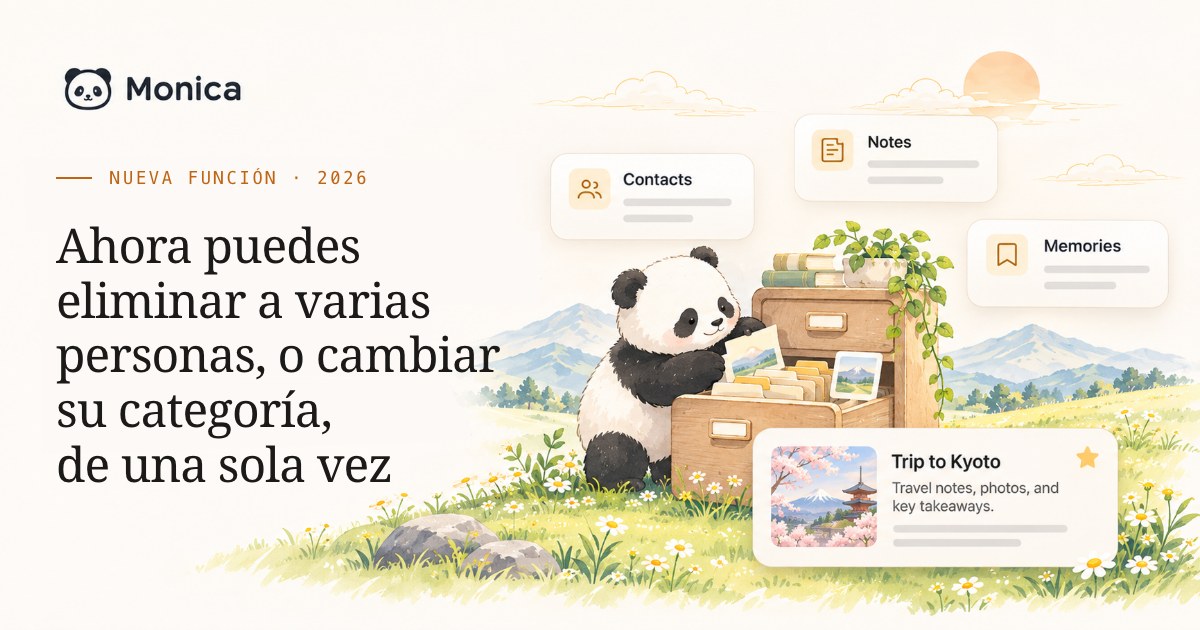 Monica
NUEVA FUNCIÓN · 2026
Ahora puedes
eliminar a varias
personas, o cambiar
su categoría,
de una sola vez
Contacts
Notes
Memories
Trip to Kyoto
Travel notes, photos, and
key takeaways.